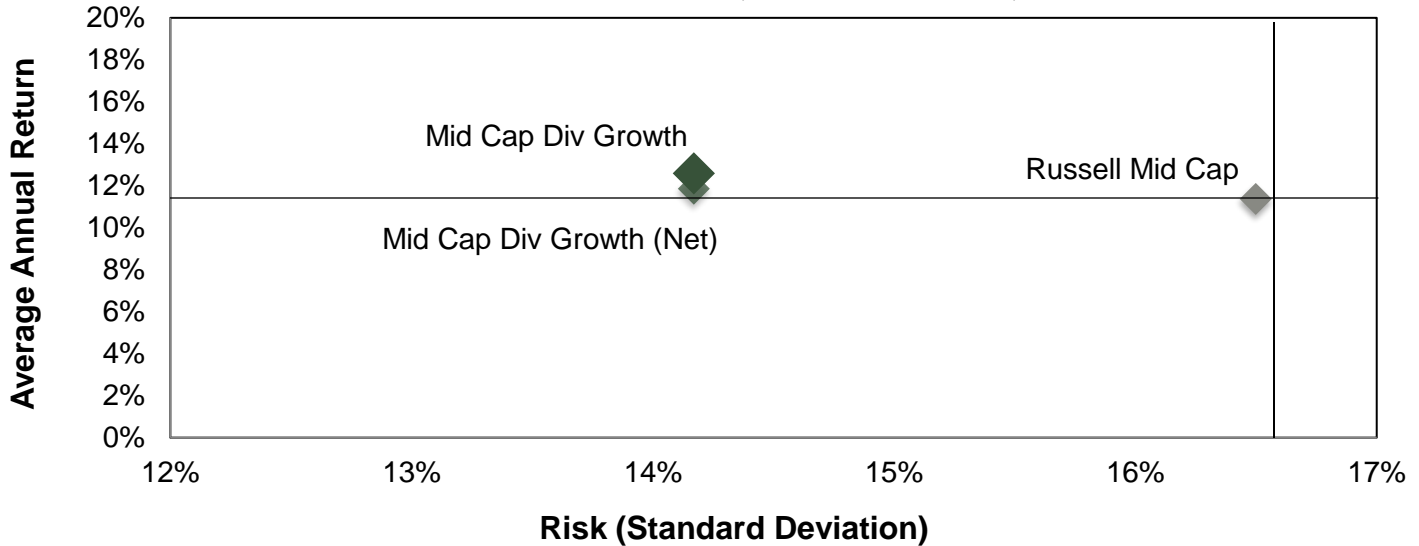 20%
18%
16%
14%
12%
10%
8%
6%
4%
2%
0%
Average Annual Return
Mid Cap Div Growth
Russell Mid Cap
Mid Cap Div Growth (Net)
12% 13% 14% 15% 16% 17%
Risk (Standard Deviation)